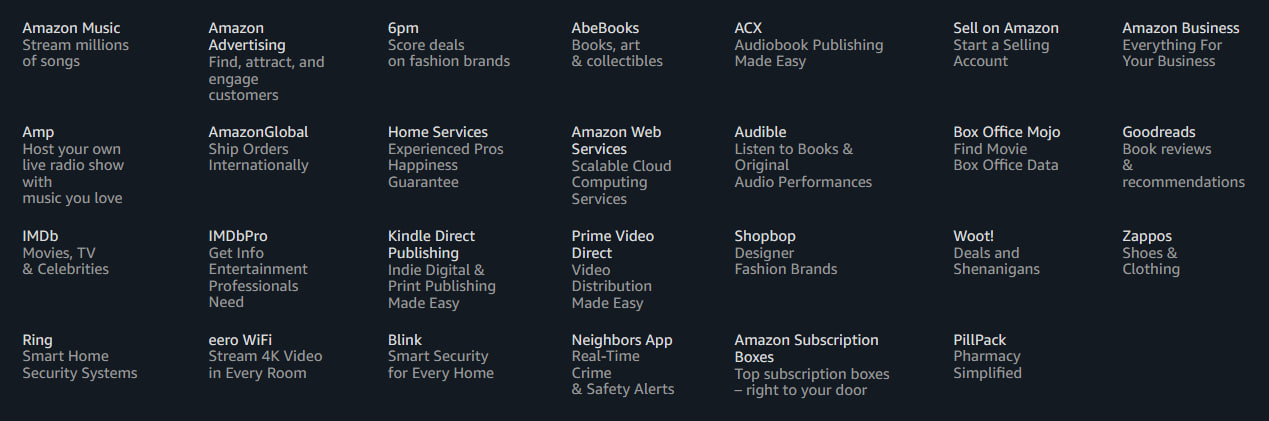 Amazon Music
Stream millions
of songs
Amazon
Advertising
Find, attract, and
engage
customers
6pm
Score deals
on fashion brands
AbeBooks
Books, art
& collectibles
ACX
Audiobook Publishing
Made Easy
Sell on Amazon
Start a Selling
Account
Amazon Business
Everything For
Your Business
Amp
Host your own
live radio show
with
music you love
AmazonGlobal
Ship Orders
Internationally
Home Services
Experienced Pros
Happiness
Guarantee
Amazon Web
Services
Scalable Cloud
Computing
Services
Audible
Listen to Books &
Original
Audio Performances
Box Office Mojo
Find Movie
Box Office Data
Goodreads
Book reviews
&
recommendations
IMDb
Movies, TV
& Celebrities
IMDbPro
Get Info
Entertainment
Professionals
Need
Kindle Direct
Publishing
Indie Digital &
Print Publishing
Made Easy
Prime Video
Direct
Video
Distribution
Made Easy
Shopbop
Designer
Fashion Brands
Woot!
Deals and
Shenanigans
Zappos
Shoes &
Clothing
Ring
Smart Home
Security Systems
eero WiFi
Stream 4K Video
in Every Room
Blink
Smart Security
for Every Home
Neighbors App
Real-Time
Crime
& Safety Alerts
Amazon Subscription
Boxes
Top subscription boxes
– right to your door
PillPack
Pharmacy
Simplified